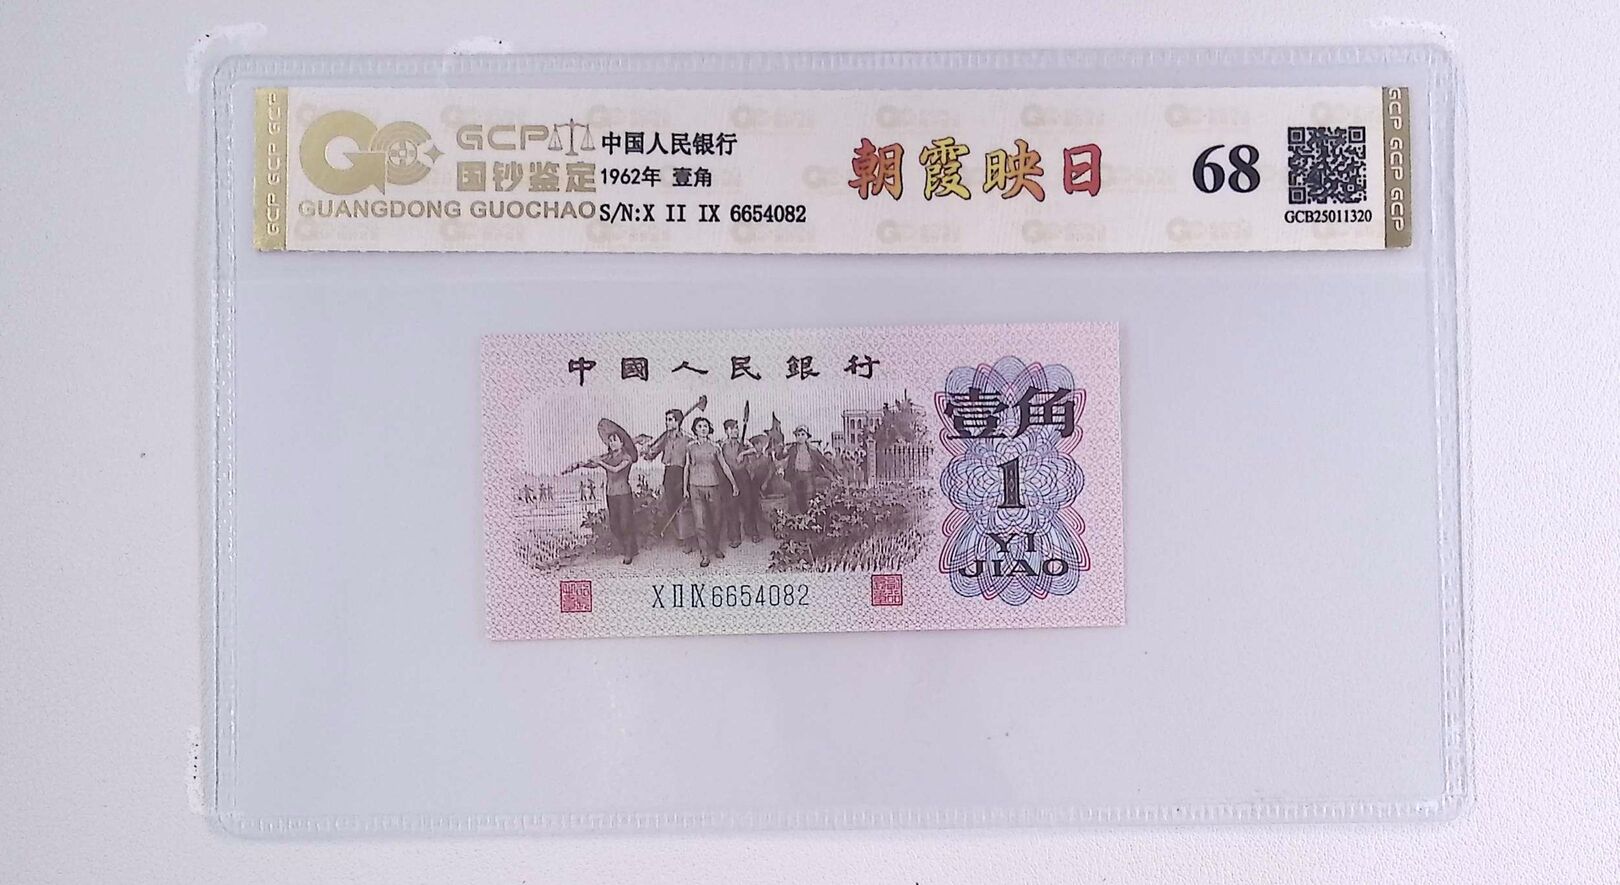 GCP
国钞鉴定
GUANGDONG GUOCHAO
中国人民银行
1962年 壹角
S/N:X II IX 6654082
朝霞映日
68
GCB25011320
GCP GCP GCP
GCP GCP GCP
中國人民銀行
壹角
1
YI
JIAO
X II IX 6654082